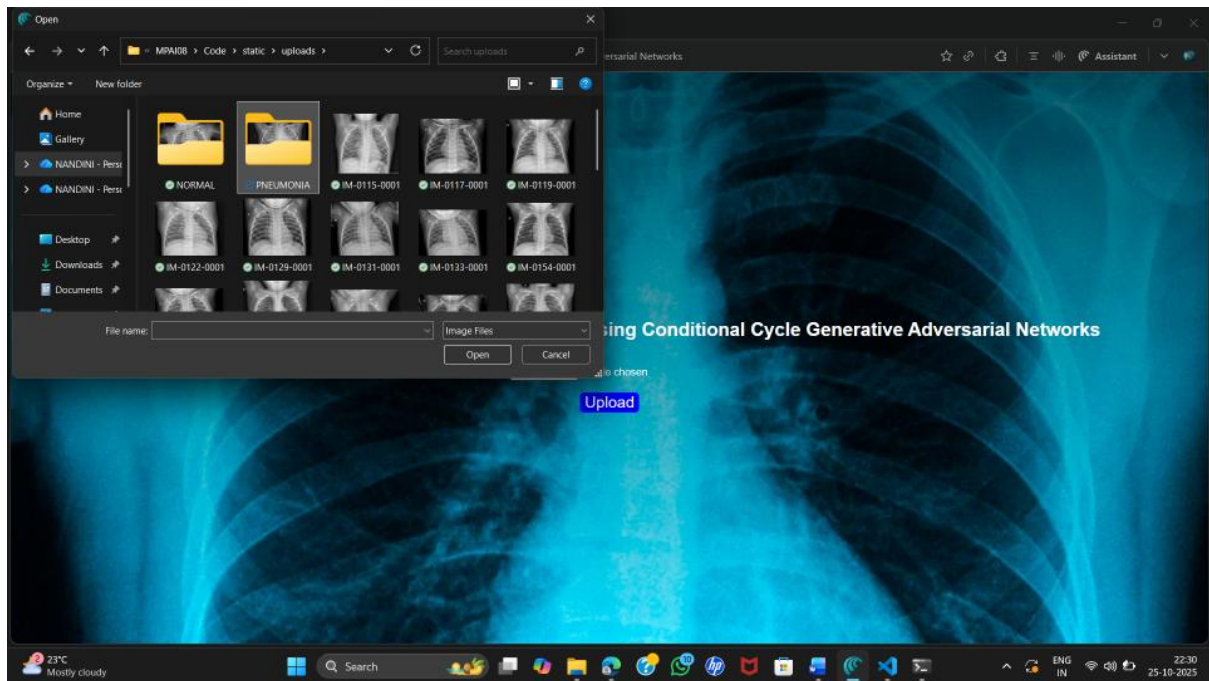 Open
« MPAI08 › Code › static › uploads ›
Search uploads
ersarial Networks
Assistant
Organize
New folder
Home
Gallery
NANDINI - Pers
NANDINI - Pers
Desktop
Downloads
Documents
NORMAL
PNEUMONIA
IM-0115-0001
IM-0117-0001
IM-0119-0001
IM-0122-0001
IM-0129-0001
IM-0131-0001
IM-0133-0001
IM-0154-0001
File name:
Image Files
Open
Cancel
sing Conditional Cycle Generative Adversarial Networks
chosen
Upload
2
23°C
Mostly cloudy
Search
ENG
IN
22:30
25-10-2025